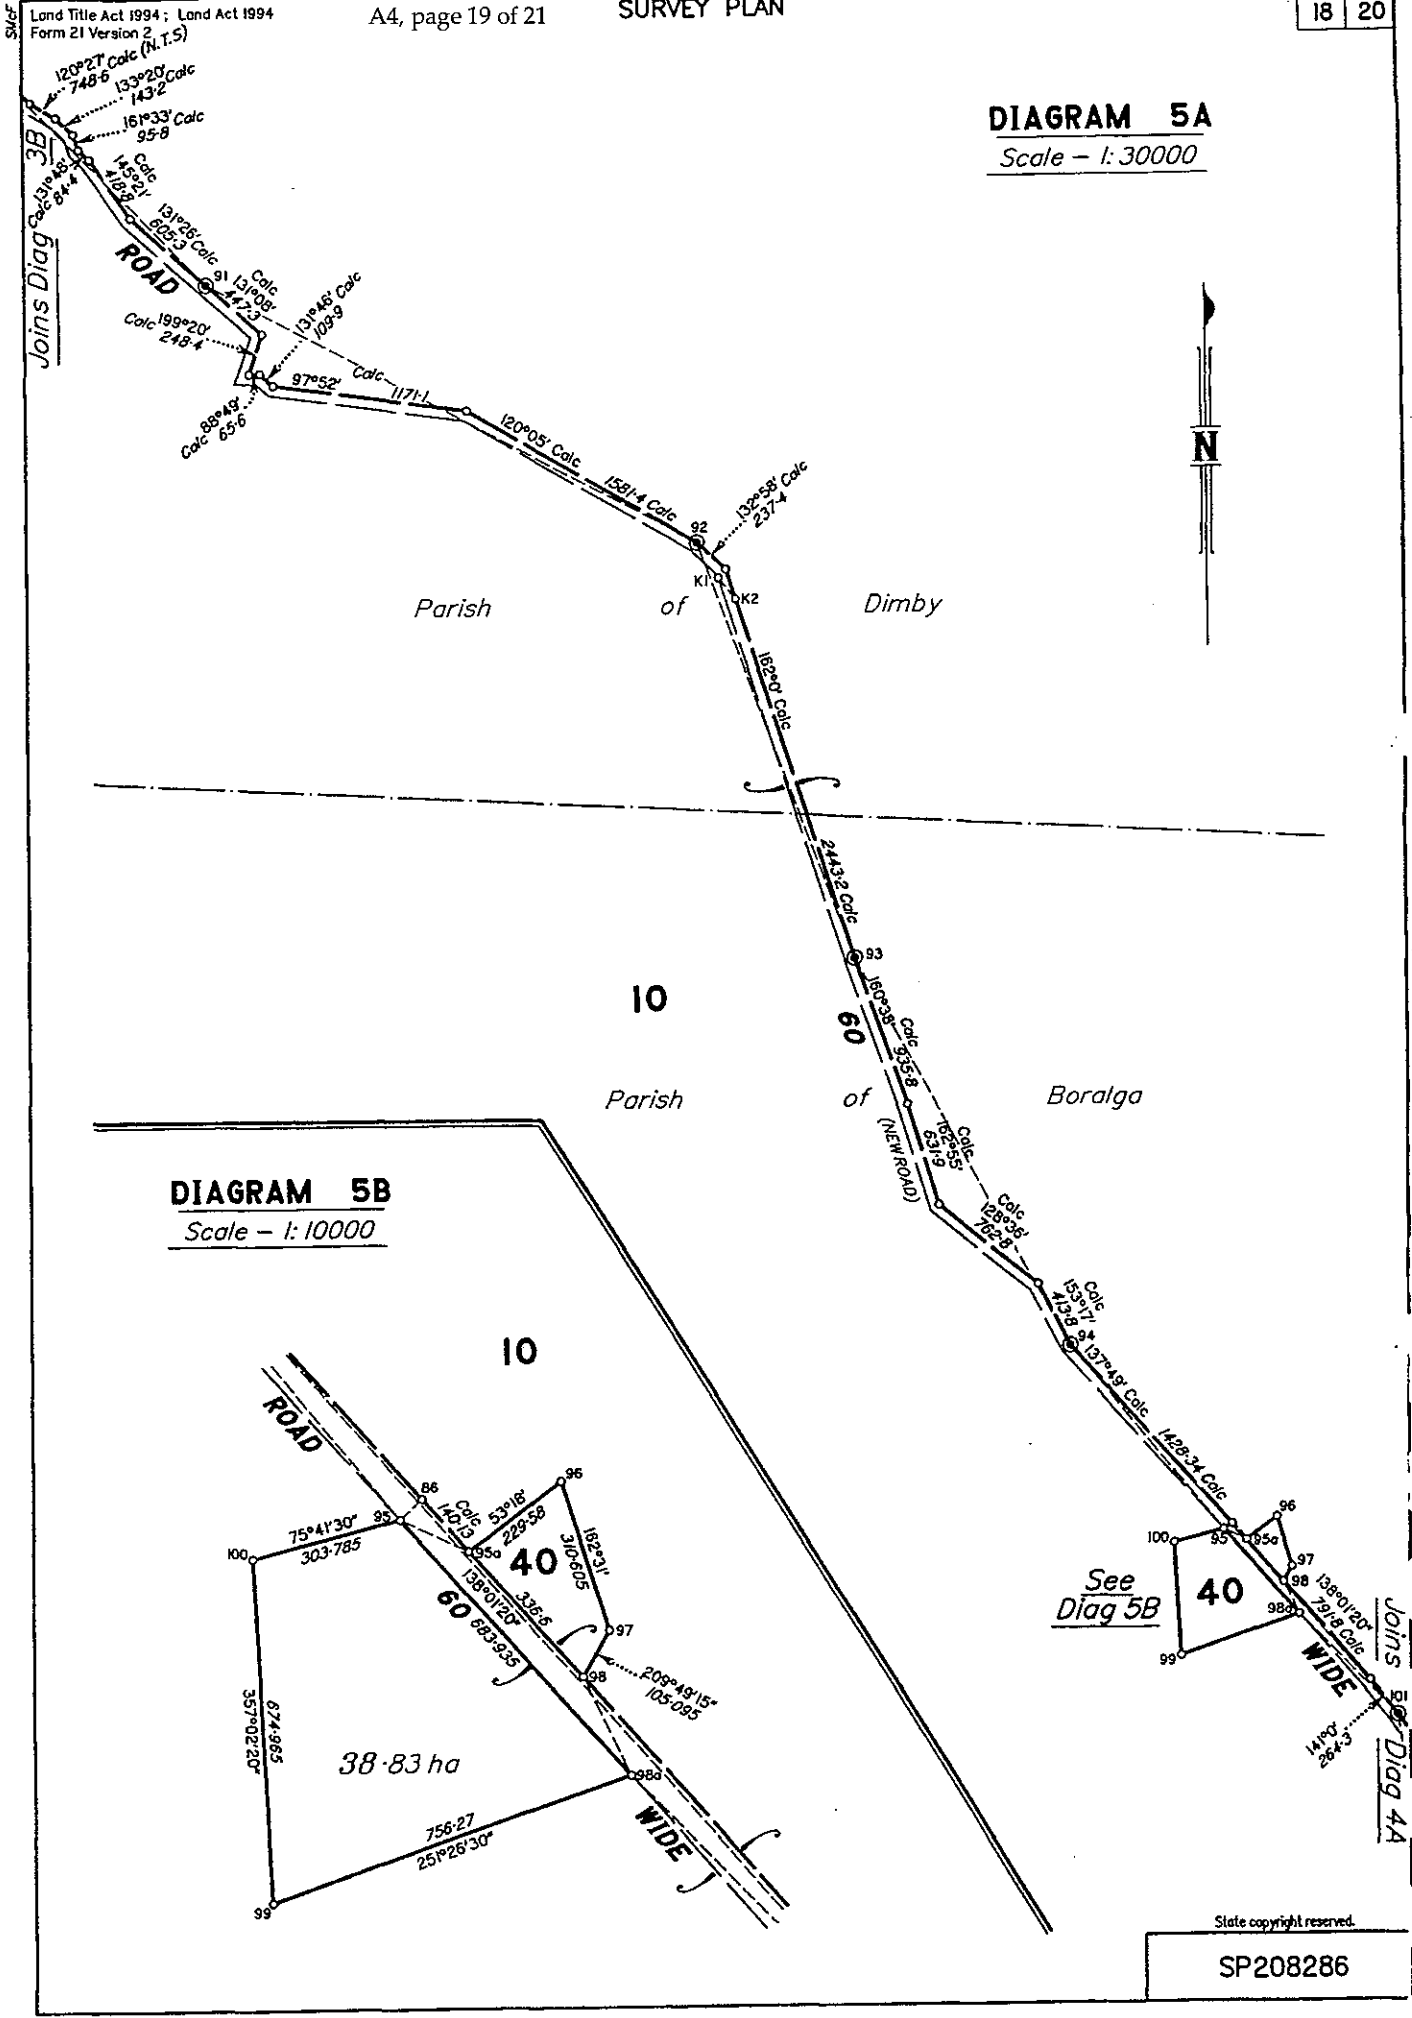 Land Title Act 1994 ; Land Act 1994
Form 21 Version 2
A4, page 19 of 21
SURVEY PLAN
18 20
DIAGRAM 5A
Scale – 1: 30000
120°27' Calc (N.T.S)
748·6
133°20' Calc
143·2
161°33' Calc
95·8
Joins Diag 3B
131°48'
Calc 84·4
Calc
145°21'
418·8
131°26' Calc
605·3
ROAD
91
Calc
131°08'
447·3
131°46' Calc
109·9
Calc 199°20'
248·4
88°49'
Calc 65·6
97°52' Calc 1171·1
120°05' Calc
1581·4 Calc
92
132°58' Calc
237·4
K1
K2
N
Parish of Dimby
162°0' Calc
2443·2 Calc
93
10
60
160°38' Calc
935·8
Parish of Boralga
(NEW ROAD)
Calc
162°55'
631·9
Calc
128°36'
762·8
Calc
153°17'
413·8
94
137°49' Calc
1428·34 Calc
96
100
95
95a
97
98
See
Diag 5B
40
98a
99
138°01'20"
791·8 Calc
WIDE
101
141°0'
264·3
Joins Diag 4A
DIAGRAM 5B
Scale – 1: 10000
10
ROAD
86
96
95
Calc
140·13
53°18'
229·58
75°41'30"
303·785
100
95a
40
162°31'
310·605
138°01'20"
336·6
60 683·935
97
98
209°49'15"
105·095
674·965
357°02'20"
38·83 ha
98a
756·27
251°26'30"
WIDE
99
State copyright reserved.
SP208286